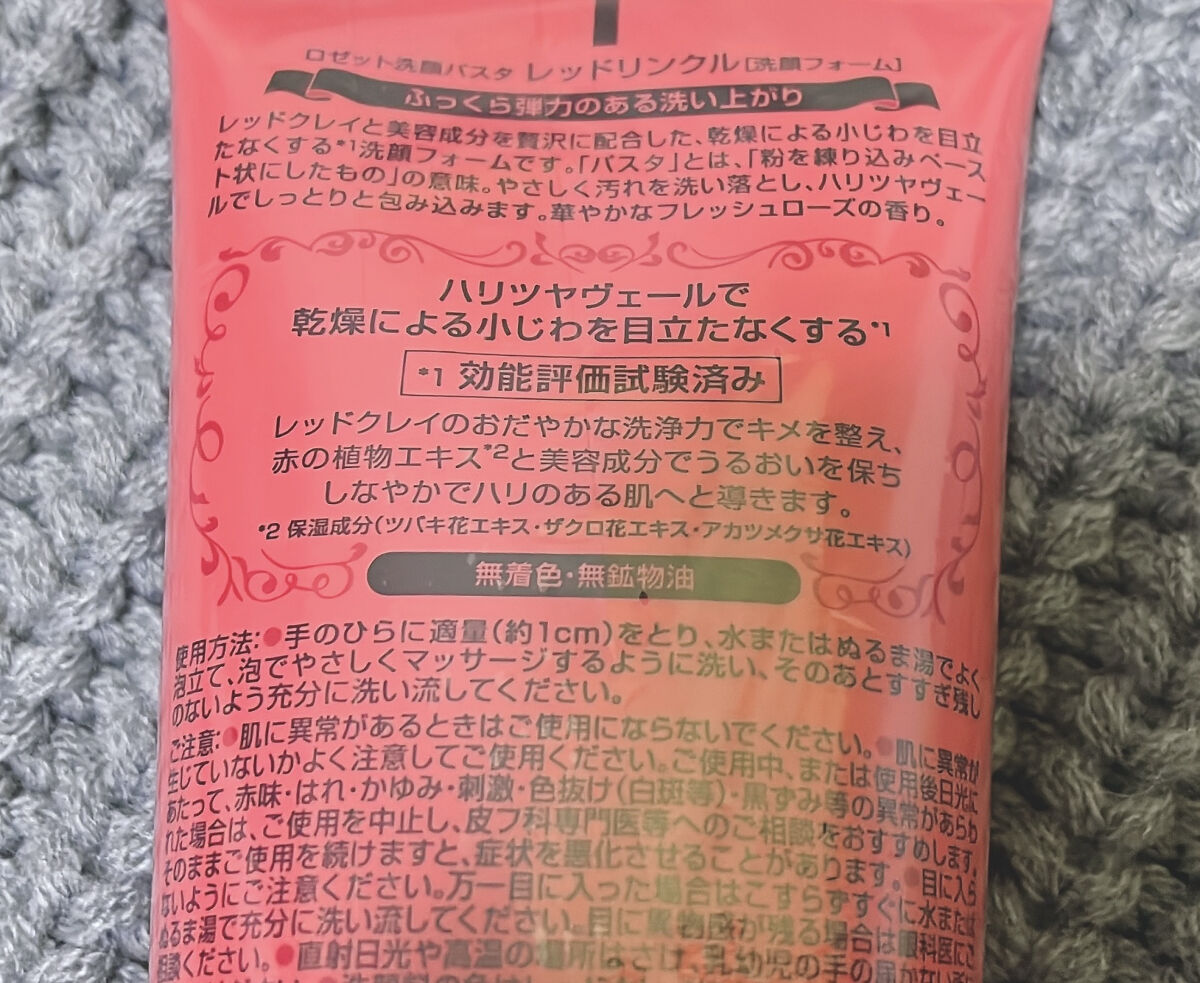 ロゼット洗顔パスタ レッドリンクル[洗顔フォーム]
ふっくら弾力のある洗い上がり
レッドクレイと美容成分を贅沢に配合した、乾燥による小じわを目立
たなくする*1洗顔フォームです。「パスタ」とは、「粉を練り込みペース
ト状にしたもの」の意味。やさしく汚れを洗い落とし、ハリツヤヴェー
ルでしっとりと包み込みます。華やかなフレッシュローズの香り。
ハリツヤヴェールで
乾燥による小じわを目立たなくする*1
*1 効能評価試験済み
レッドクレイのおだやかな洗浄力でキメを整え、
赤の植物エキス*2と美容成分でうるおいを保ち
しなやかでハリのある肌へと導きます。
*2 保湿成分(ツバキ花エキス・ザクロ花エキス・アカツメクサ花エキス)
無着色・無鉱物油
使用方法:●手のひらに適量(約1cm)をとり、水またはぬるま湯でよく
泡立て、泡でやさしくマッサージするように洗い、そのあとすすぎ残し
のないよう充分に洗い流してください。
ご注意:●肌に異常があるときはご使用にならないでください。●肌に異常が
生じていないかよく注意してご使用ください。ご使用中、または使用後日光に
あたって、赤味・はれ・かゆみ・刺激・色抜け(白斑等)・黒ずみ等の異常があらわ
れた場合は、ご使用を中止し、皮フ科専門医等へのご相談をおすすめします。
そのままご使用を続けますと、症状を悪化させることがあります。●目に入ら
ないようにご注意ください。万一目に入った場合はこすらずすぐに水または
ぬるま湯で充分に洗い流してください。目に異物感が残る場合は眼科医にご
相談ください。●直射日光や高温の場所はさけ、乳幼児の手の届かない